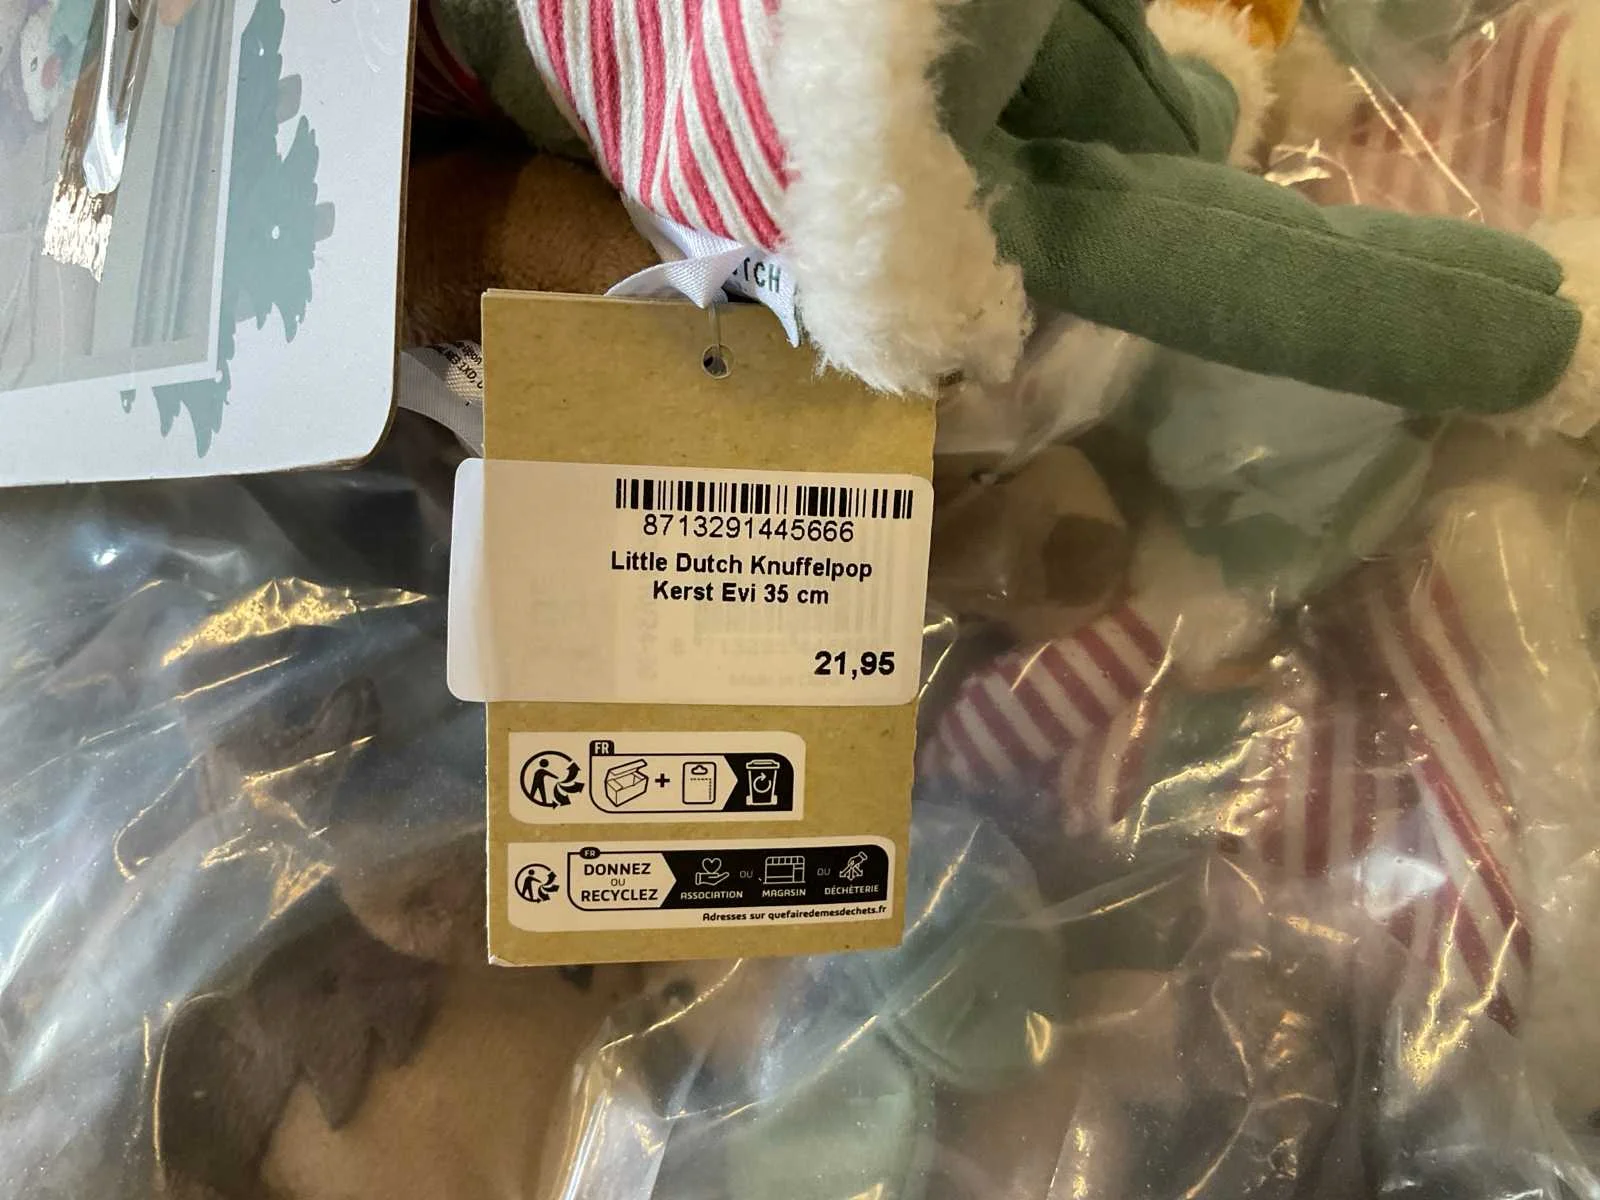 TCH
8713291445666
Little Dutch Knuffelpop
Kerst Evi 35 cm
21,95
FR
+
FR
DONNEZ
OU
RECYCLEZ
ASSOCIATION
OU
MAGASIN
OU
DÉCHÈTERIE
Adresses sur quefairedemesdechets.fr